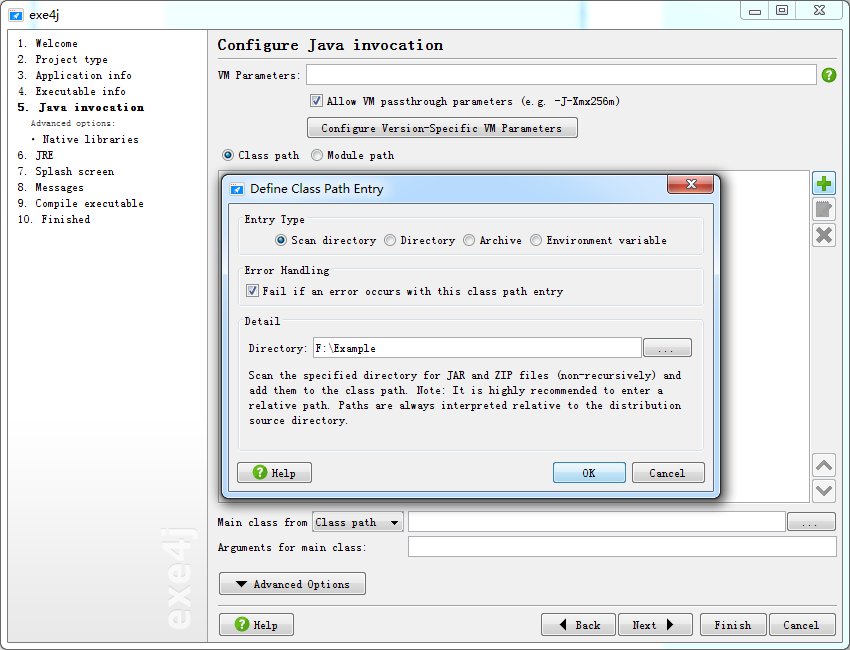 exe4j
1. Welcome
2. Project type
3. Application info
4. Executable info
5. Java invocation
Advanced options:
· Native libraries
6. JRE
7. Splash screen
8. Messages
9. Compile executable
10. Finished
exe4j
Configure Java invocation
VM Parameters:
Allow VM passthrough parameters (e.g. -J-Xmx256m)
Configure Version-Specific VM Parameters
Class path Module path
Define Class Path Entry
Entry Type
Scan directory Directory Archive Environment variable
Error Handling
Fail if an error occurs with this class path entry
Detail
Directory: F:\Example ...
Scan the specified directory for JAR and ZIP files (non-recursively) and
add them to the class path. Note: It is highly recommended to enter a
relative path. Paths are always interpreted relative to the distribution
source directory.
Help OK Cancel
Main class from Class path ...
Arguments for main class:
Advanced Options
Help Back Next Finish Cancel